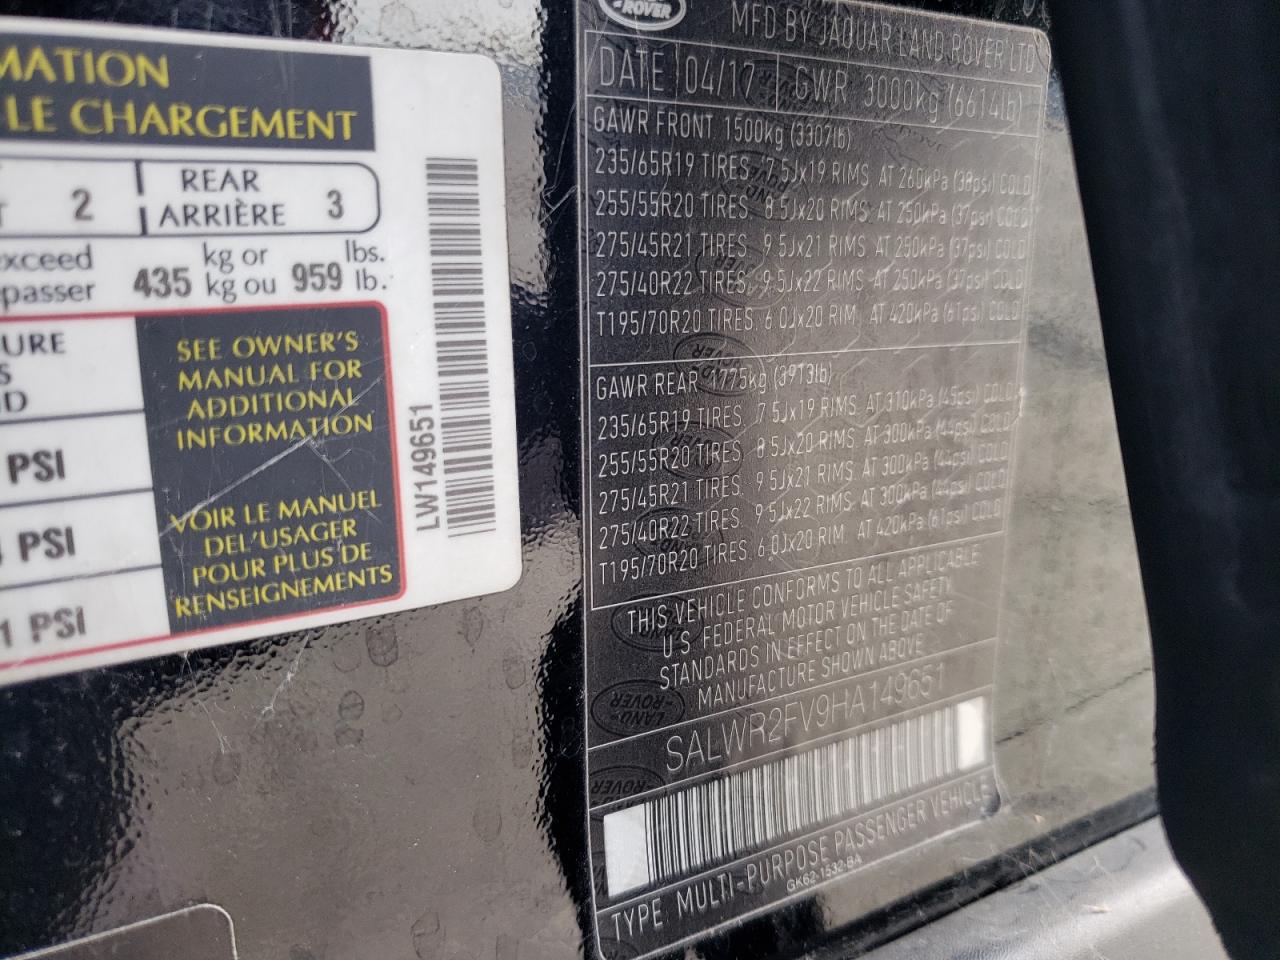 MATION
LE CHARGEMENT
2
REAR
ARRIÈRE 3
exceed
passer
435 kg or
kg ou 959 lbs.
lb.
URE
S
ND
PSI
PSI
1 PSI
SEE OWNER'S
MANUAL FOR
ADDITIONAL
INFORMATION
VOIR LE MANUEL
DEL'USAGER
POUR PLUS DE
RENSEIGNEMENTS
LW149651
ROVER
MFD BY JAGUAR LAND ROVER LTD
DATE 04/17 GWR 3000kg (6614lb)
GAWR FRONT 1500kg (3307lb)
235/65R19 TIRES, 7.5Jx19 RIMS, AT 260kPa (38psi) COLD
255/55R20 TIRES, 8.5Jx20 RIMS, AT 250kPa (37psi) COLD
275/45R21 TIRES, 9.5Jx21 RIMS, AT 250kPa (37psi) COLD
275/40R22 TIRES, 9.5Jx22 RIMS, AT 250kPa (37psi) COLD
T195/70R20 TIRES, 6.0Jx20 RIM, AT 420kPa (61psi) COLD
GAWR REAR 1775kg (3913lb)
235/65R19 TIRES, 7.5Jx19 RIMS, AT 310kPa (45psi) COLD
255/55R20 TIRES, 8.5Jx20 RIMS, AT 300kPa (44psi) COLD
275/45R21 TIRES, 9.5Jx21 RIMS, AT 300kPa (44psi) COLD
275/40R22 TIRES, 9.5Jx22 RIMS, AT 300kPa (44psi) COLD
T195/70R20 TIRES, 6.0Jx20 RIM, AT 420kPa (61psi) COLD
THIS VEHICLE CONFORMS TO ALL APPLICABLE
U.S. FEDERAL MOTOR VEHICLE SAFETY
STANDARDS IN EFFECT ON THE DATE OF
MANUFACTURE SHOWN ABOVE
SALWR2FV9HA149651
TYPE MULTI-PURPOSE PASSENGER VEHICLE
GK62-1532-BA